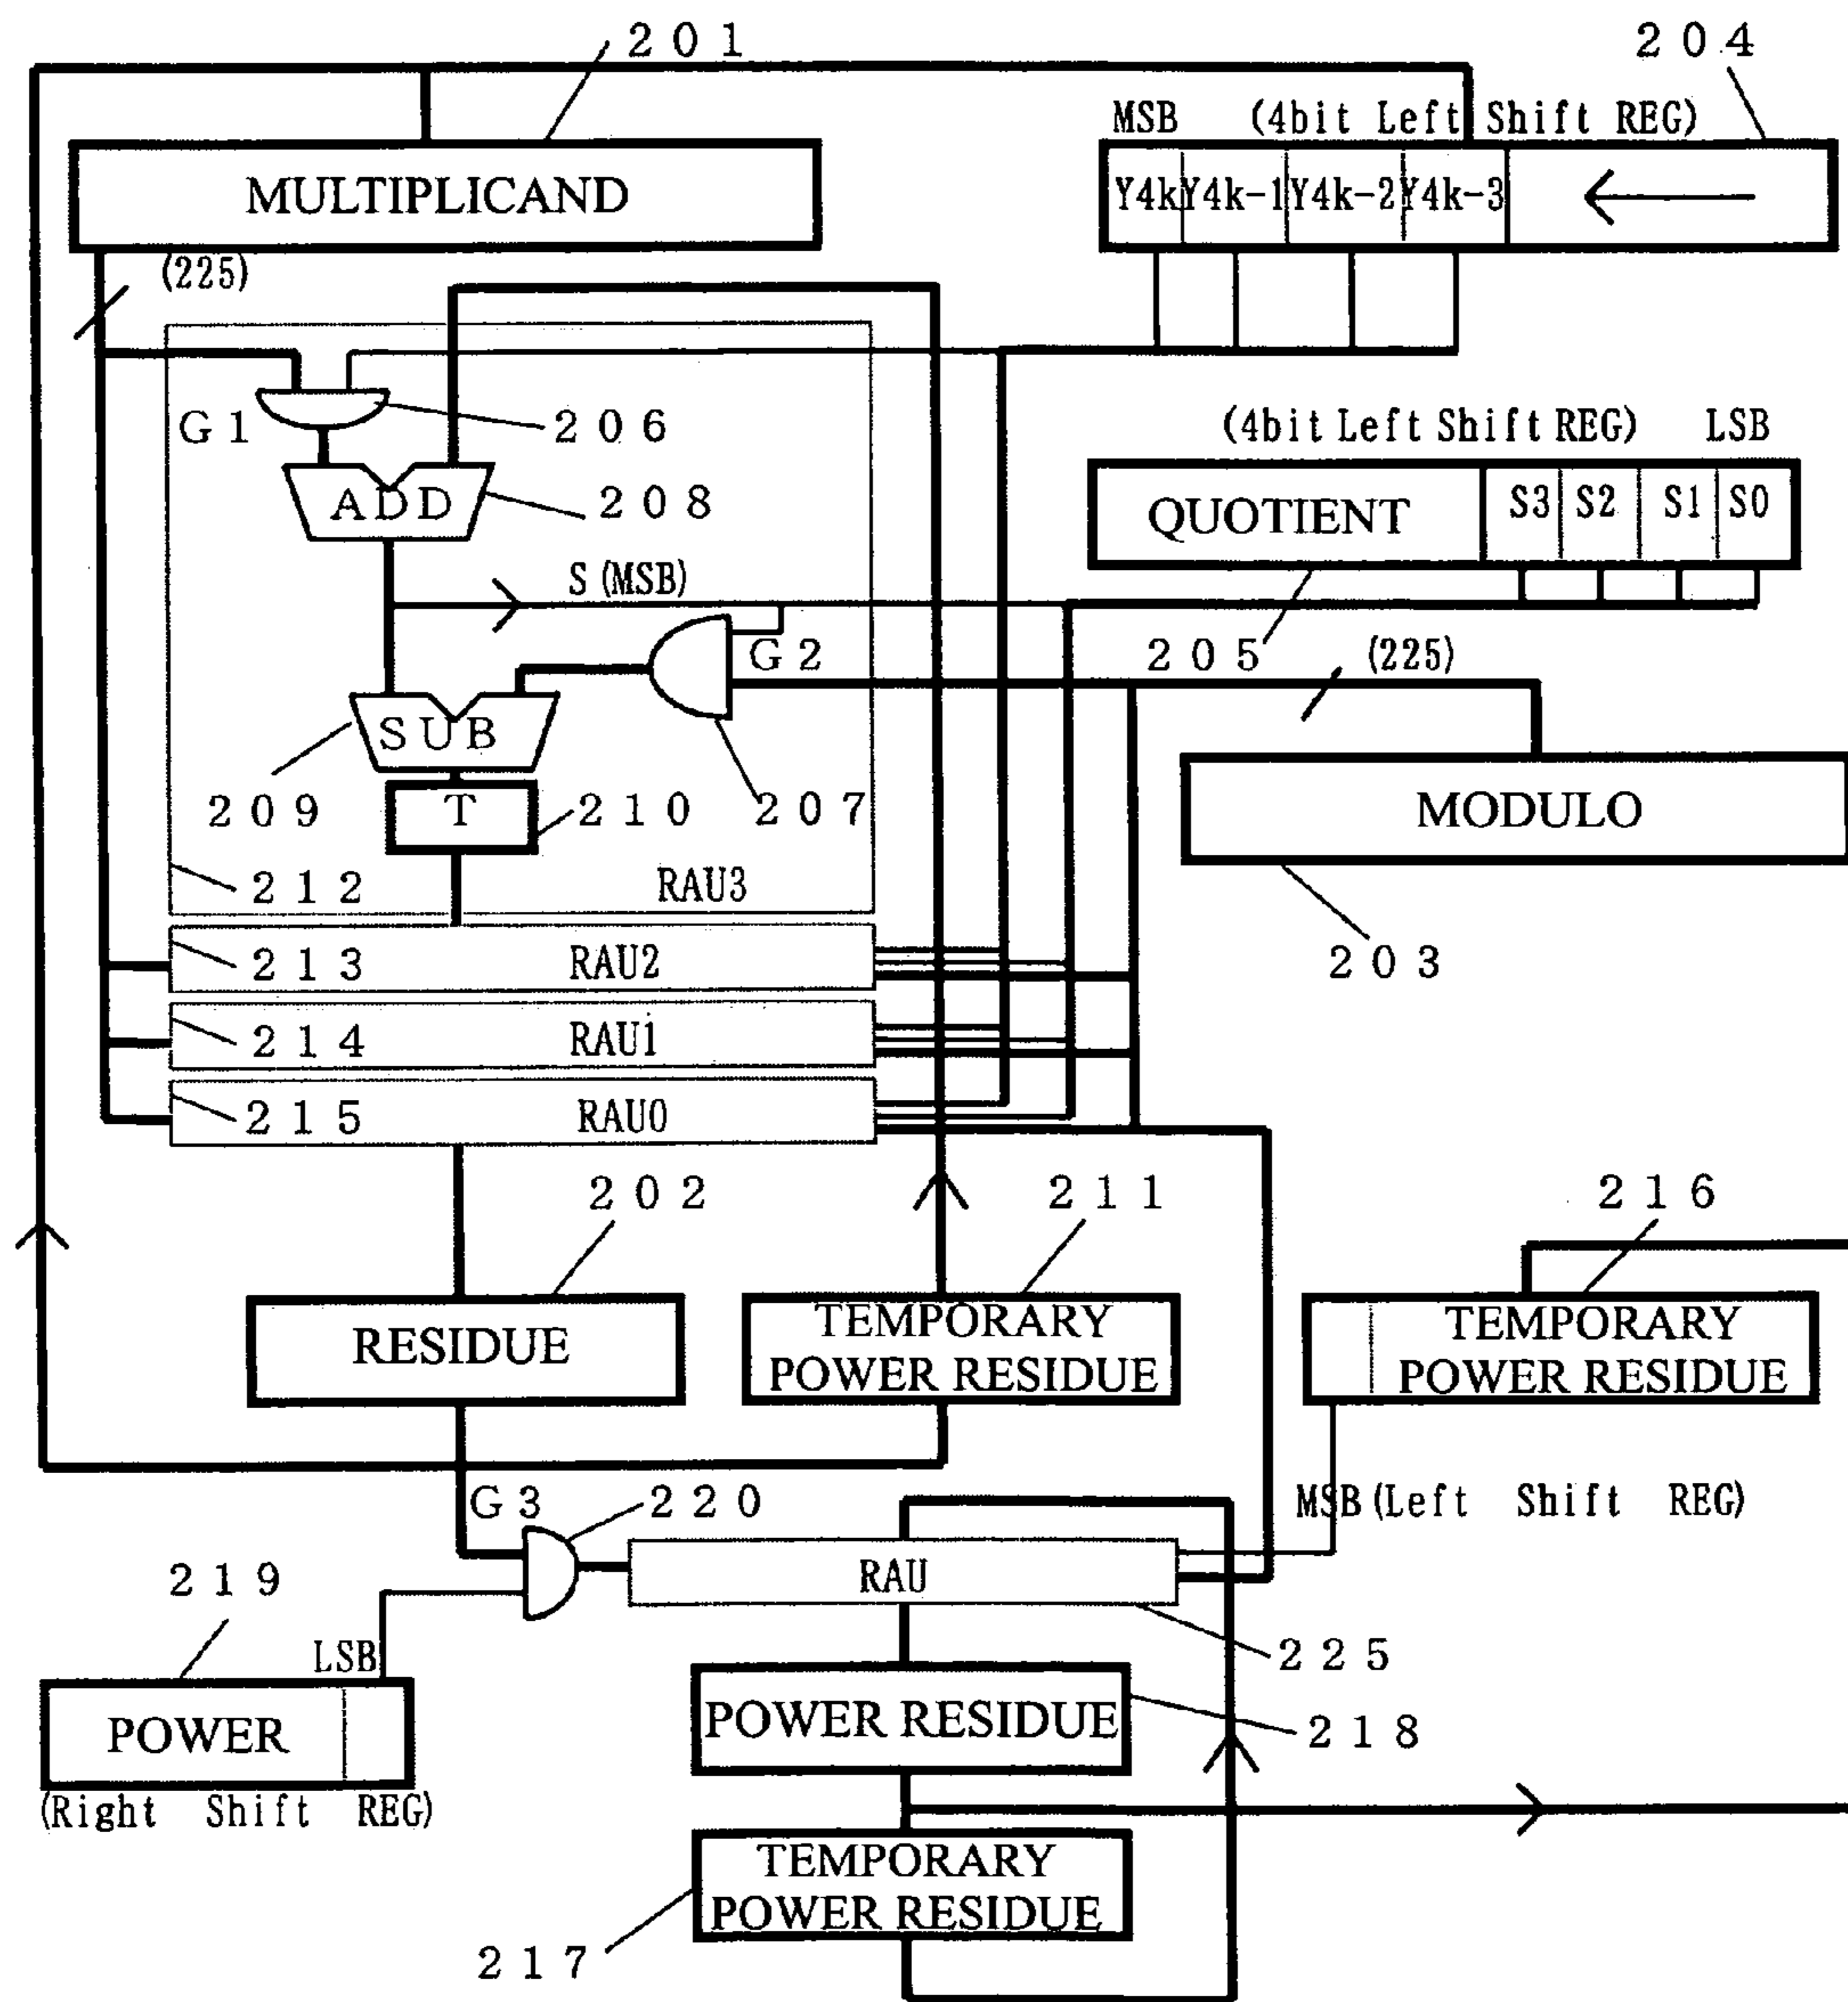 201
204
MSB (4bit Left Shift REG)
MULTIPLICAND
Y4k Y4k-1 Y4k-2 Y4k-3
(225)
G1
206
(4bit Left Shift REG) LSB
ADD
208
QUOTIENT S3 S2 S1 S0
S(MSB)
G2
205
(225)
SUB
209
T
210
207
MODULO
212
RAU3
213
RAU2
203
214
RAU1
215
RAU0
202
211
216
RESIDUE
TEMPORARY
POWER RESIDUE
TEMPORARY
POWER RESIDUE
G3
220
MSB(Left Shift REG)
219
RAU
LSB
225
POWER
POWER RESIDUE
218
(Right Shift REG)
TEMPORARY
POWER RESIDUE
217